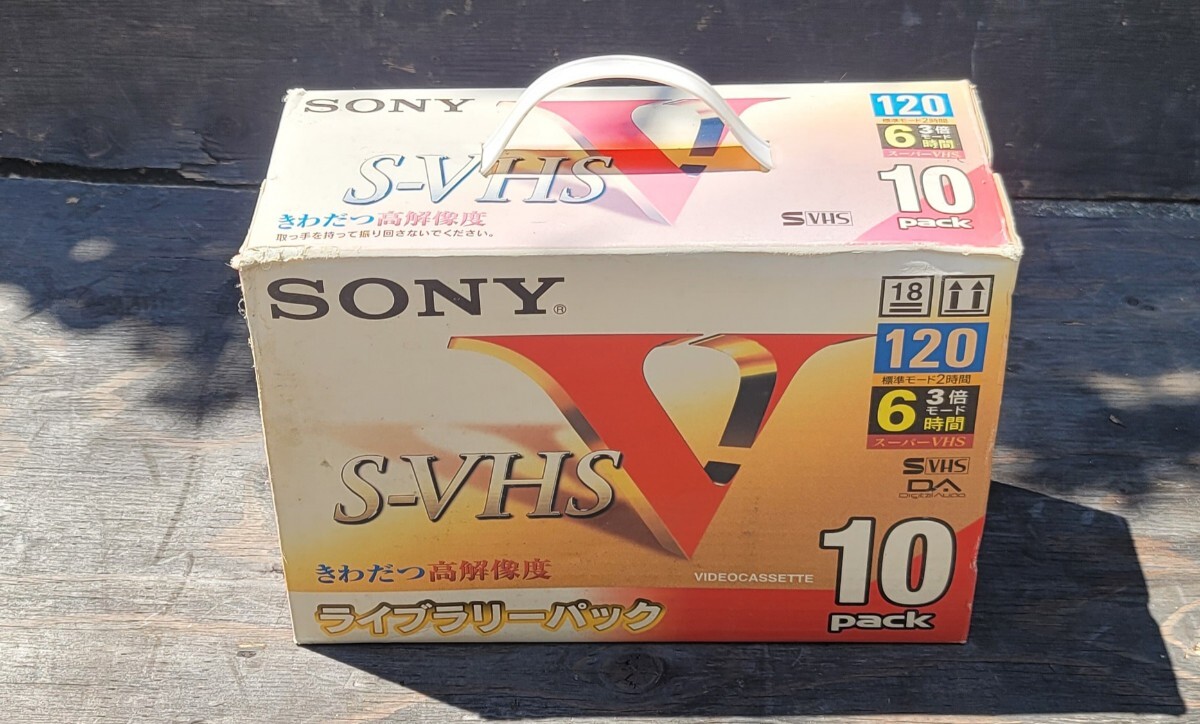 SONY
V!
S-VHS
きわだつ高解像度
取っ手を持って振り回さないでください。
120
標準モード2時間
6 3倍モード時間
スーパーVHS
S VHS
10
pack
SONY®
V!
S-VHS
きわだつ高解像度
ライブラリーパック
VIDEOCASSETTE
18
120
標準モード2時間
6 3倍モード時間
スーパーVHS
S VHS
DA
Digital Audio
10
pack